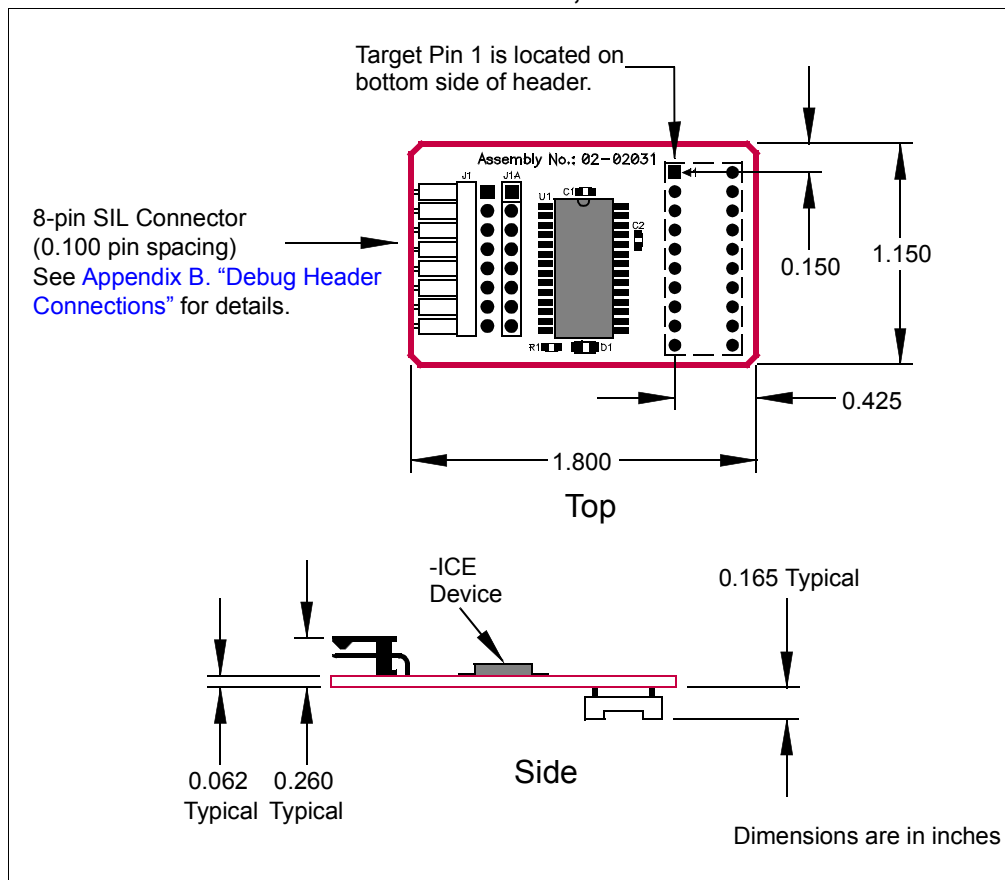 Target Pin 1 is located on
bottom side of header.
Assembly No.: 02-02031
J1
J1A
U1
C1
C2
1
R1
D1
8-pin SIL Connector
(0.100 pin spacing)
See Appendix B. “Debug Header
Connections” for details.
0.150
1.150
0.425
1.800
Top
-ICE
Device
0.165 Typical
0.062
Typical
0.260
Typical
Side
Dimensions are in inches